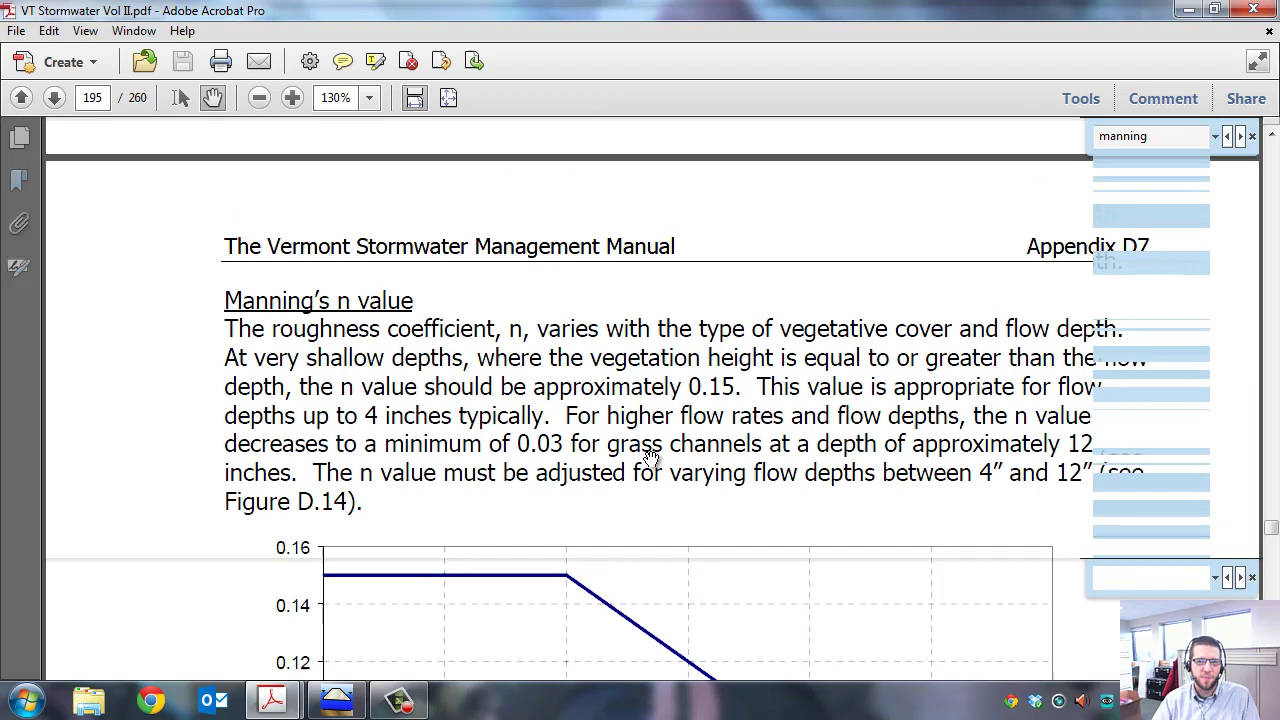 VT Stormwater Vol II.pdf - Adobe Acrobat Pro
File Edit View Window Help
Create
195 / 260 130% Tools Comment Share
manning
The Vermont Stormwater Management Manual Appendix D7
th.
Manning's n value
The roughness coefficient, n, varies with the type of vegetative cover and flow depth.
At very shallow depths, where the vegetation height is equal to or greater than the flow
depth, the n value should be approximately 0.15. This value is appropriate for flow
depths up to 4 inches typically. For higher flow rates and flow depths, the n value
decreases to a minimum of 0.03 for grass channels at a depth of approximately 12
inches. The n value must be adjusted for varying flow depths between 4" and 12" (see
Figure D.14).
0.16
0.14
0.12